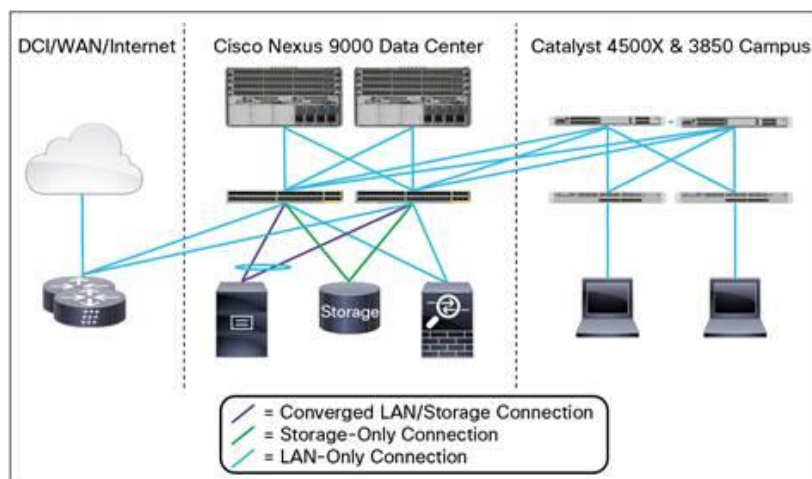 DCI/WAN/Internet
Cisco Nexus 9000 Data Center
Catalyst 4500X & 3850 Campus
Storage
= Converged LAN/Storage Connection
= Storage-Only Connection
= LAN-Only Connection